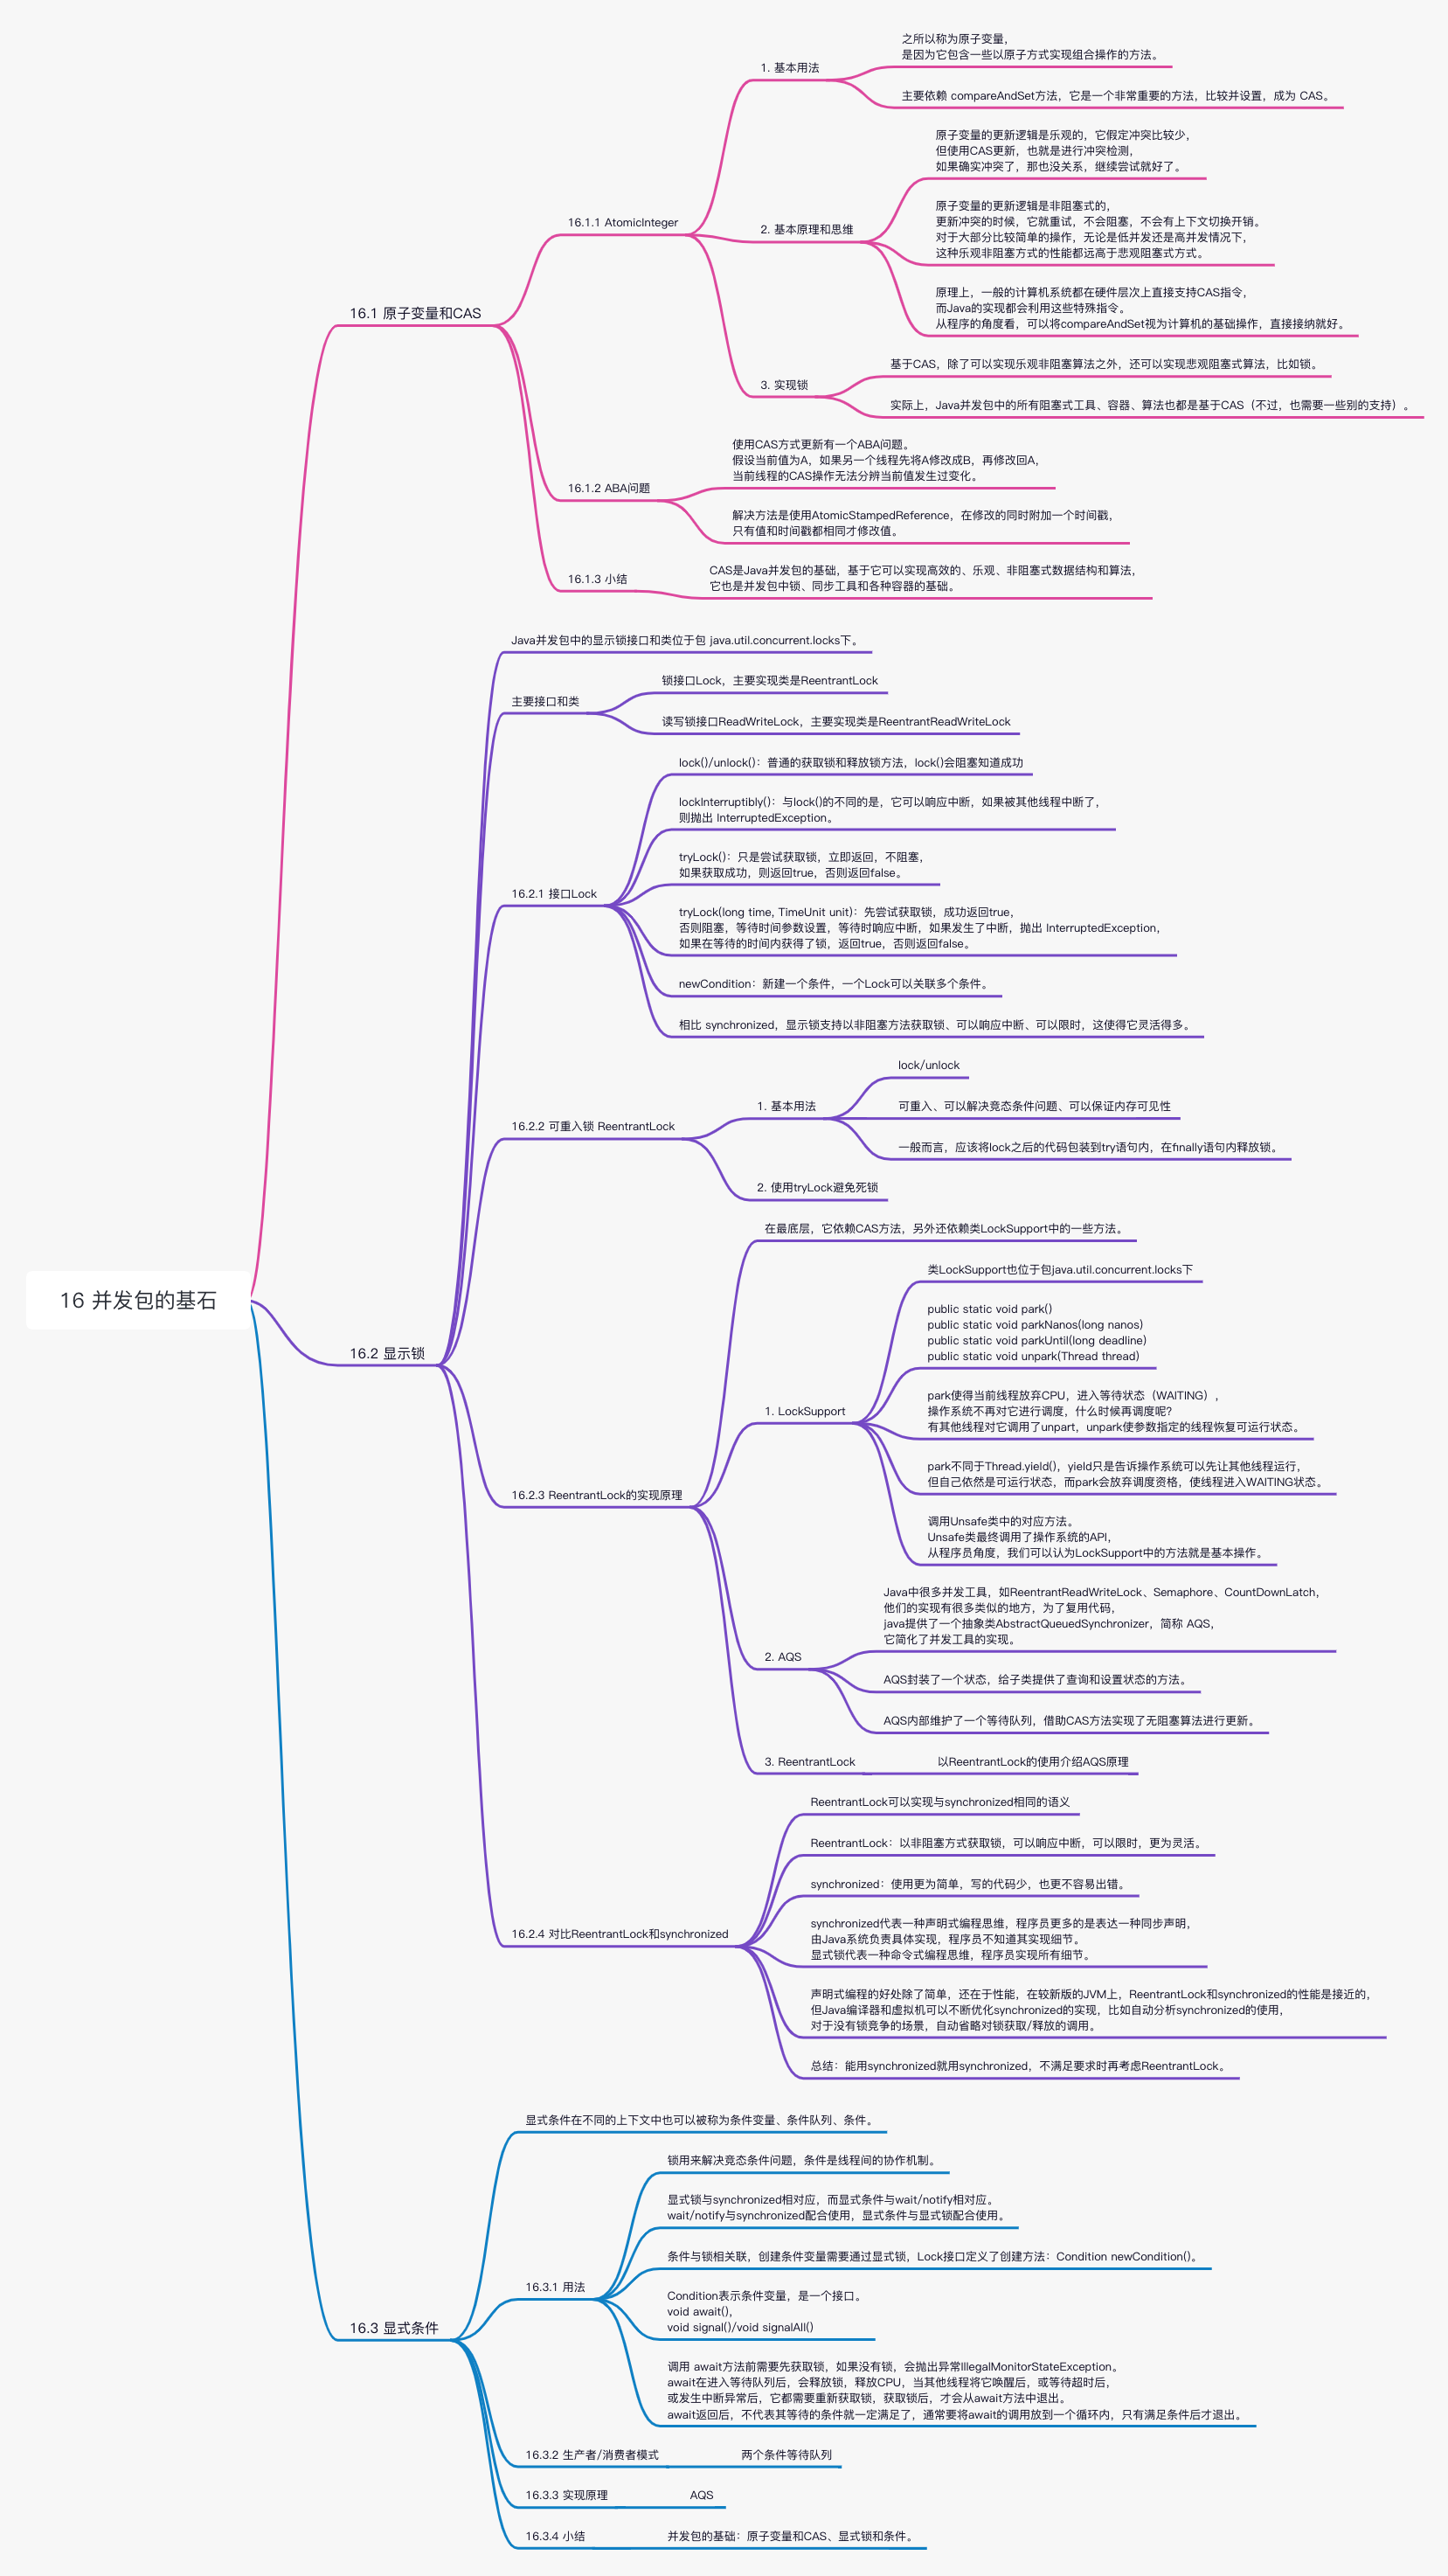 16 并发包的基石
16.1 原子变量和CAS
16.1.1 AtomicInteger
1. 基本用法
之所以称为原子变量，
是因为它包含一些以原子方式实现组合操作的方法。
主要依赖 compareAndSet方法，它是一个非常重要的方法，比较并设置，成为 CAS。
2. 基本原理和思维
原子变量的更新逻辑是乐观的，它假定冲突比较少，
但使用CAS更新，也就是进行冲突检测，
如果确实冲突了，那也没关系，继续尝试就好了。
原子变量的更新逻辑是非阻塞式的，
更新冲突的时候，它就重试，不会阻塞，不会有上下文切换开销。
对于大部分比较简单的操作，无论是低并发还是高并发情况下，
这种乐观非阻塞方式的性能都远高于悲观阻塞式方式。
原理上，一般的计算机系统都在硬件层次上直接支持CAS指令，
而Java的实现都会利用这些特殊指令。
从程序的角度看，可以将compareAndSet视为计算机的基础操作，直接接纳就好。
3. 实现锁
基于CAS，除了可以实现乐观非阻塞算法之外，还可以实现悲观阻塞式算法，比如锁。
实际上，Java并发包中的所有阻塞式工具、容器、算法也都是基于CAS（不过，也需要一些别的支持）。
16.1.2 ABA问题
使用CAS方式更新有一个ABA问题。
假设当前值为A，如果另一个线程先将A修改成B，再修改回A，
当前线程的CAS操作无法分辨当前值发生过变化。
解决方法是使用AtomicStampedReference，在修改的同时附加一个时间戳，
只有值和时间戳都相同才修改值。
16.1.3 小结
CAS是Java并发包的基础，基于它可以实现高效的、乐观、非阻塞式数据结构和算法，
它也是并发包中锁、同步工具和各种容器的基础。
16.2 显示锁
Java并发包中的显示锁接口和类位于包 java.util.concurrent.locks下。
主要接口和类
锁接口Lock，主要实现类是ReentrantLock
读写锁接口ReadWriteLock，主要实现类是ReentrantReadWriteLock
16.2.1 接口Lock
lock()/unlock()：普通的获取锁和释放锁方法，lock()会阻塞知道成功
lockInterruptibly()：与lock()的不同的是，它可以响应中断，如果被其他线程中断了，
则抛出 InterruptedException。
tryLock()：只是尝试获取锁，立即返回，不阻塞，
如果获取成功，则返回true，否则返回false。
tryLock(long time, TimeUnit unit)：先尝试获取锁，成功返回true，
否则阻塞，等待时间参数设置，等待时响应中断，如果发生了中断，抛出 InterruptedException，
如果在等待的时间内获得了锁，返回true，否则返回false。
newCondition：新建一个条件，一个Lock可以关联多个条件。
相比 synchronized，显示锁支持以非阻塞方法获取锁、可以响应中断、可以限时，这使得它灵活得多。
16.2.2 可重入锁 ReentrantLock
1. 基本用法
lock/unlock
可重入、可以解决竞态条件问题、可以保证内存可见性
一般而言，应该将lock之后的代码包装到try语句内，在finally语句内释放锁。
2. 使用tryLock避免死锁
16.2.3 ReentrantLock的实现原理
在最底层，它依赖CAS方法，另外还依赖类LockSupport中的一些方法。
1. LockSupport
类LockSupport也位于包java.util.concurrent.locks下
public static void park()
public static void parkNanos(long nanos)
public static void parkUntil(long deadline)
public static void unpark(Thread thread)
park使得当前线程放弃CPU，进入等待状态（WAITING），
操作系统不再对它进行调度，什么时候再调度呢?
有其他线程对它调用了unpart，unpark使参数指定的线程恢复可运行状态。
park不同于Thread.yield()，yield只是告诉操作系统可以先让其他线程运行，
但自己依然是可运行状态，而park会放弃调度资格，使线程进入WAITING状态。
调用Unsafe类中的对应方法。
Unsafe类最终调用了操作系统的API，
从程序员角度，我们可以认为LockSupport中的方法就是基本操作。
2. AQS
Java中很多并发工具，如ReentrantReadWriteLock、Semaphore、CountDownLatch，
他们的实现有很多类似的地方，为了复用代码，
java提供了一个抽象类AbstractQueuedSynchronizer，简称 AQS，
它简化了并发工具的实现。
AQS封装了一个状态，给子类提供了查询和设置状态的方法。
AQS内部维护了一个等待队列，借助CAS方法实现了无阻塞算法进行更新。
3. ReentrantLock
以ReentrantLock的使用介绍AQS原理
16.2.4 对比ReentrantLock和synchronized
ReentrantLock可以实现与synchronized相同的语义
ReentrantLock：以非阻塞方式获取锁，可以响应中断，可以限时，更为灵活。
synchronized：使用更为简单，写的代码少，也更不容易出错。
synchronized代表一种声明式编程思维，程序员更多的是表达一种同步声明，
由Java系统负责具体实现，程序员不知道其实现细节。
显式锁代表一种命令式编程思维，程序员实现所有细节。
声明式编程的好处除了简单，还在于性能，在较新版的JVM上，ReentrantLock和synchronized的性能是接近的，
但Java编译器和虚拟机可以不断优化synchronized的实现，比如自动分析synchronized的使用，
对于没有锁竞争的场景，自动省略对锁获取/释放的调用。
总结：能用synchronized就用synchronized，不满足要求时再考虑ReentrantLock。
16.3 显式条件
显式条件在不同的上下文中也可以被称为条件变量、条件队列、条件。
16.3.1 用法
锁用来解决竞态条件问题，条件是线程间的协作机制。
显式锁与synchronized相对应，而显式条件与wait/notify相对应。
wait/notify与synchronized配合使用，显式条件与显式锁配合使用。
条件与锁相关联，创建条件变量需要通过显式锁，Lock接口定义了创建方法：Condition newCondition()。
Condition表示条件变量，是一个接口。
void await()，
void signal()/void signalAll()
调用 await方法前需要先获取锁，如果没有锁，会抛出异常IllegalMonitorStateException。
await在进入等待队列后，会释放锁，释放CPU，当其他线程将它唤醒后，或等待超时后，
或发生中断异常后，它都需要重新获取锁，获取锁后，才会从await方法中退出。
await返回后，不代表其等待的条件就一定满足了，通常要将await的调用放到一个循环内，只有满足条件后才退出。
16.3.2 生产者/消费者模式
两个条件等待队列
16.3.3 实现原理
AQS
16.3.4 小结
并发包的基础：原子变量和CAS、显式锁和条件。